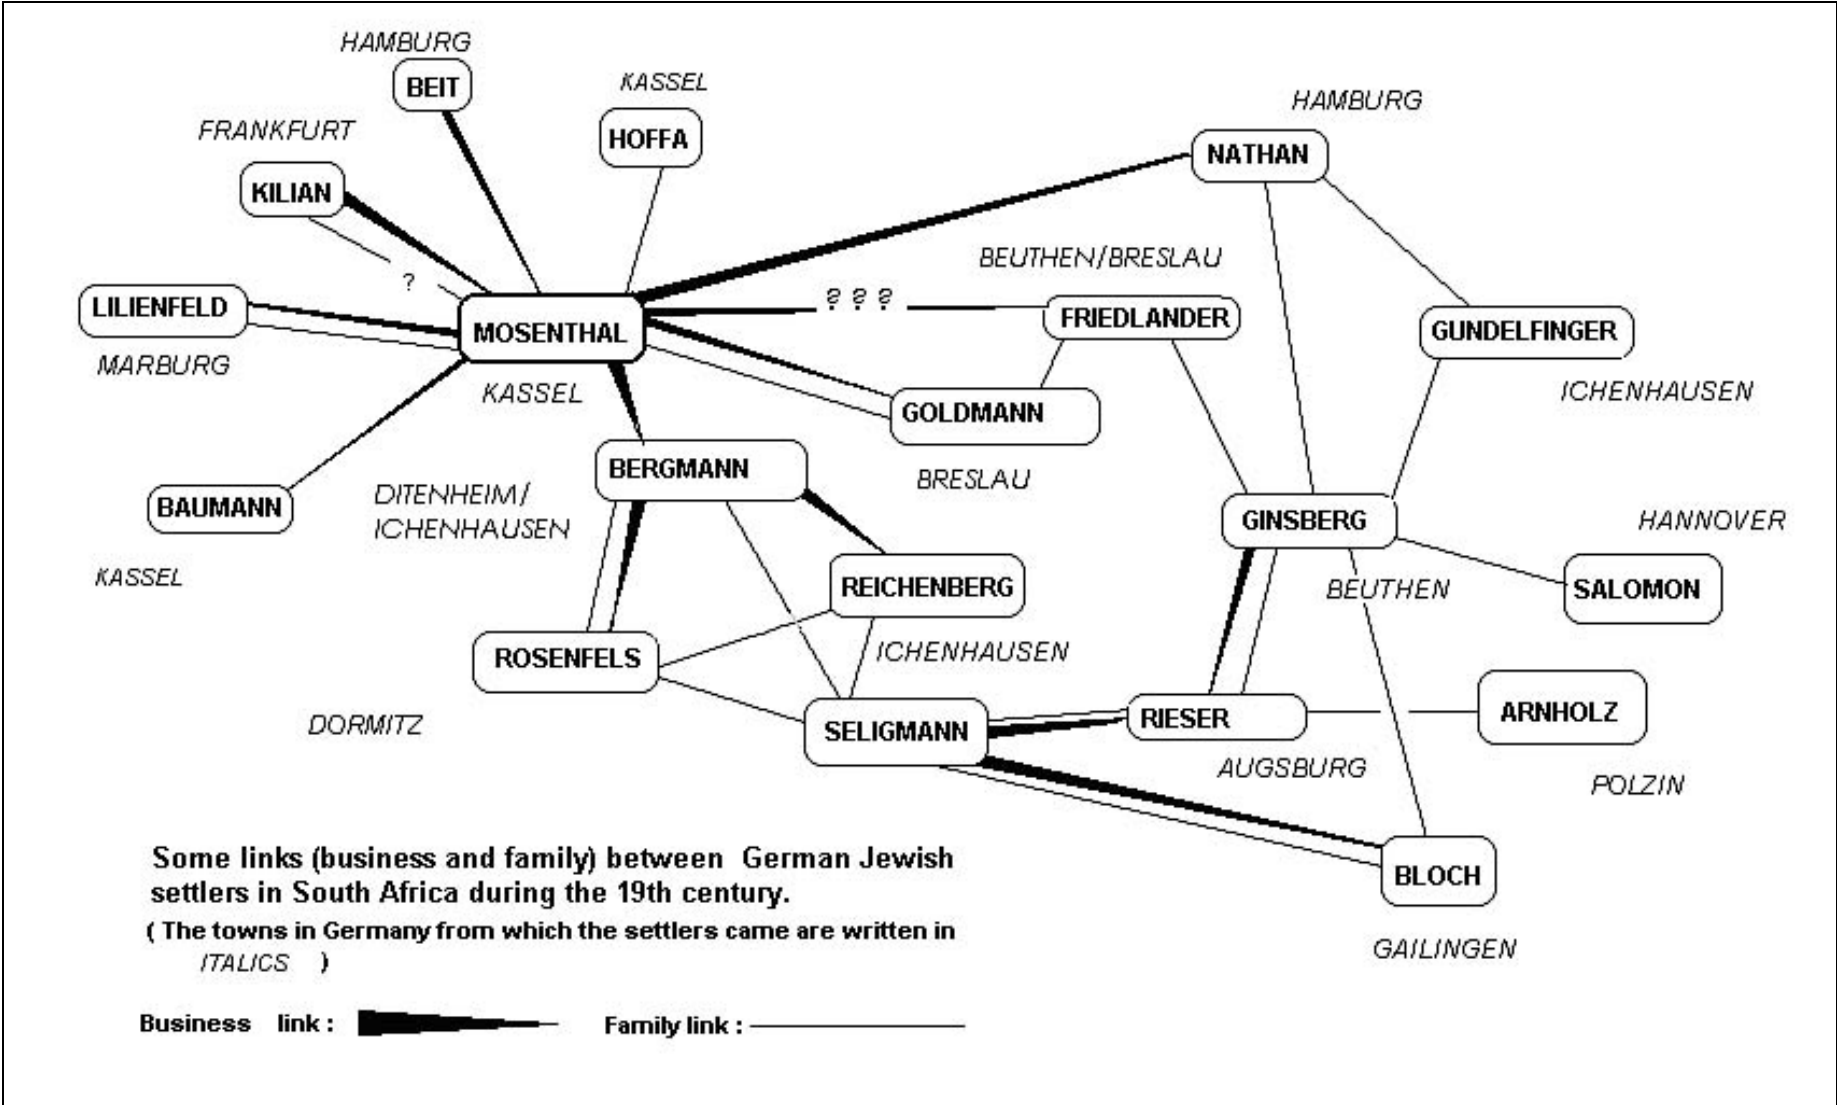 HAMBURG
BEIT
KASSEL
HOFFA
HAMBURG
NATHAN
FRANKFURT
KILIAN
?
BEUTHEN/BRESLAU
? ? ?
FRIEDLANDER
LILIENFELD
MARBURG
MOSENTHAL
KASSEL
GUNDELFINGER
ICHENHAUSEN
GOLDMANN
BRESLAU
BERGMANN
DITENHEIM/
ICHENHAUSEN
BAUMANN
KASSEL
GINSBERG
BEUTHEN
HANNOVER
SALOMON
REICHENBERG
ICHENHAUSEN
ROSENFELS
DORMITZ
SELIGMANN
RIESER
AUGSBURG
ARNHOLZ
POLZIN
BLOCH
GAILINGEN
Some links (business and family) between German Jewish
settlers in South Africa during the 19th century.
( The towns in Germany from which the settlers came are written in
ITALICS )
Business link :
Family link :